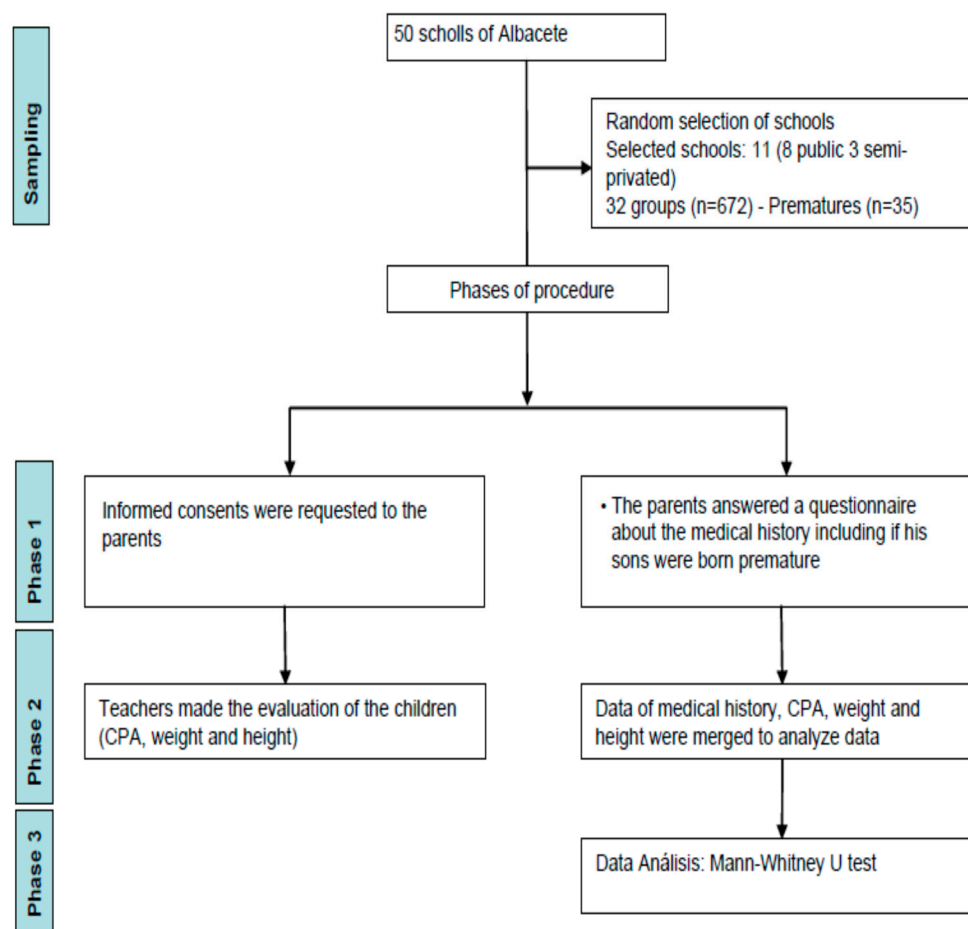 50 scholls of Albacete
Sampling
Random selection of schools
Selected schools: 11 (8 public 3 semi-
privated)
32 groups (n=672) - Prematures (n=35)
Phases of procedure
Phase 1
Informed consents were requested to the
parents
• The parents answered a questionnaire
about the medical history including if his
sons were born premature
Phase 2
Teachers made the evaluation of the children
(CPA, weight and height)
Data of medical history, CPA, weight and
height were merged to analyze data
Phase 3
Data Análisis: Mann-Whitney U test